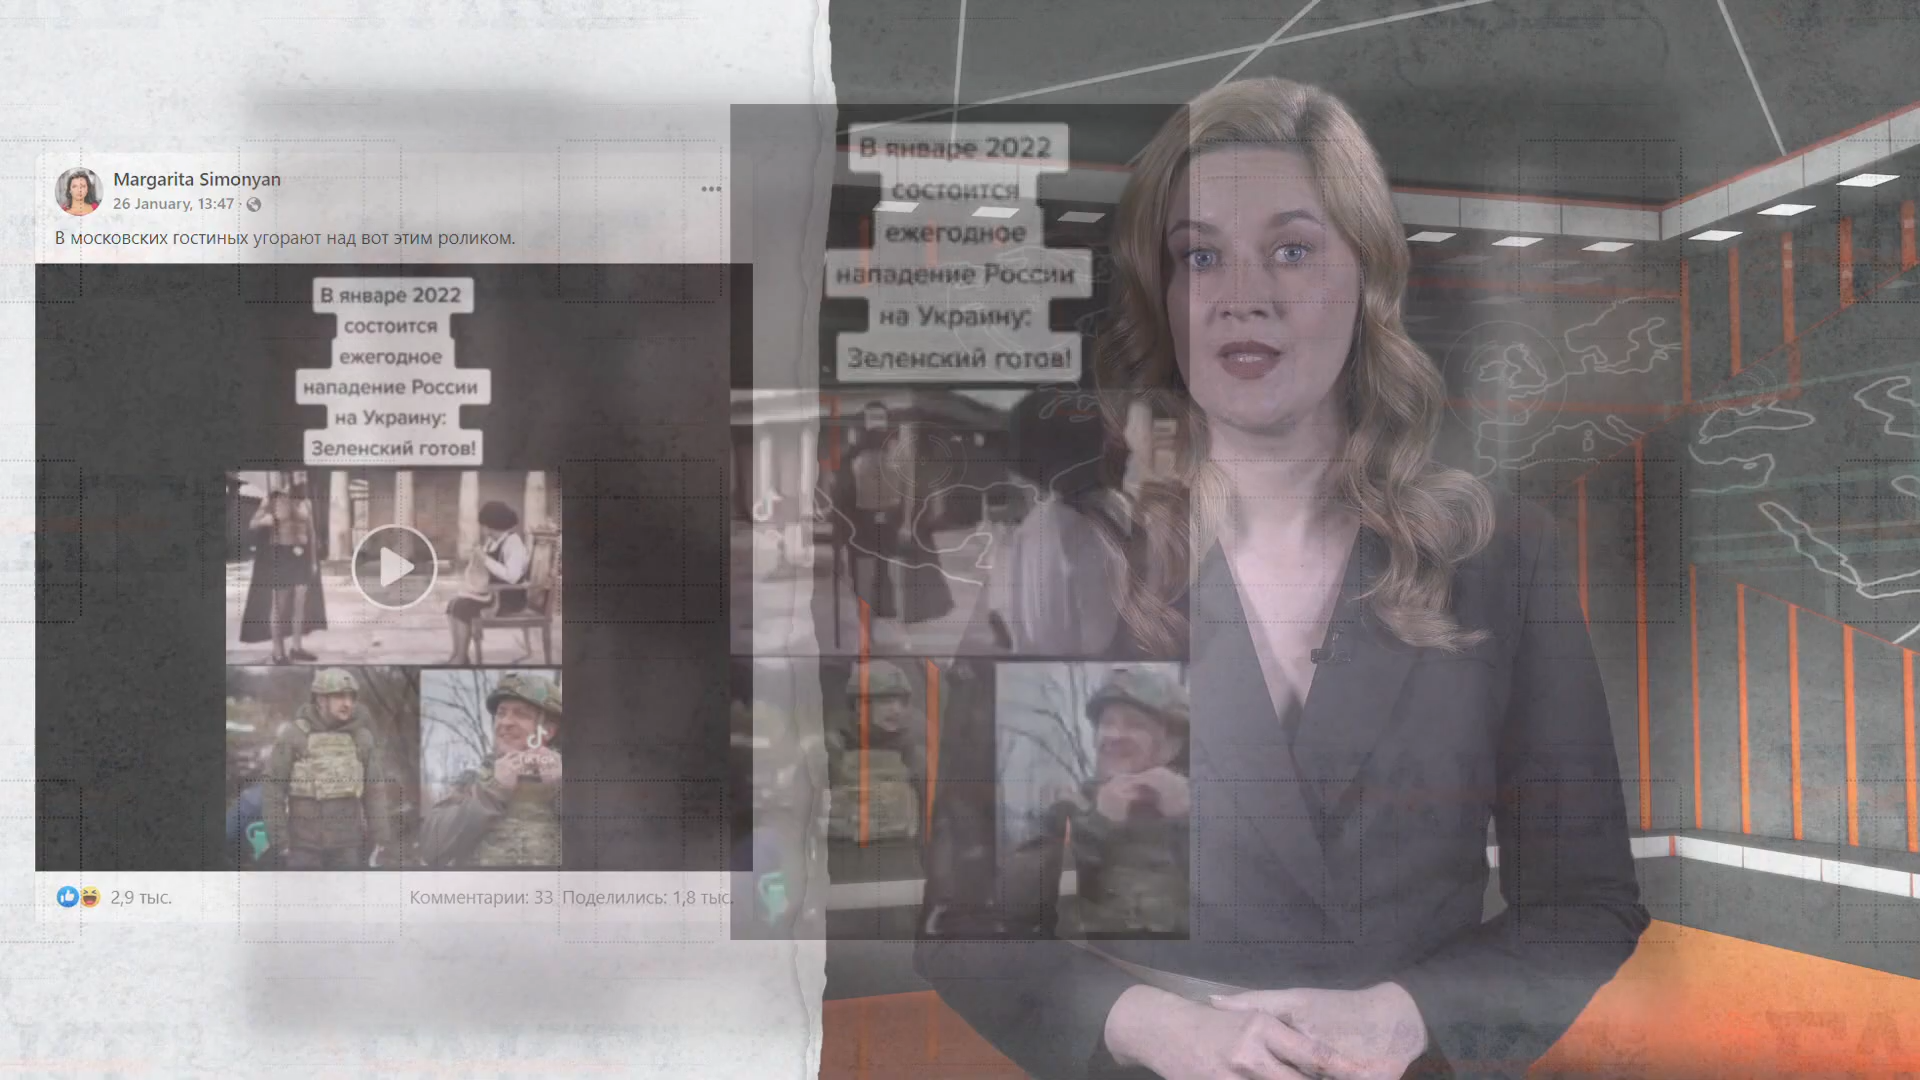 Margarita Simonyan
26 January, 13:47
В московских гостиных угорают над вот этим роликом.
В январе 2022
состоится
ежегодное
нападение России
на Украину:
Зеленский готов!
TikTok
2,9 тыс.
Комментарии: 33 Поделились: 1,8 тыс.
В январе 2022
состоится
ежегодное
нападение России
на Украину:
Зеленский готов!